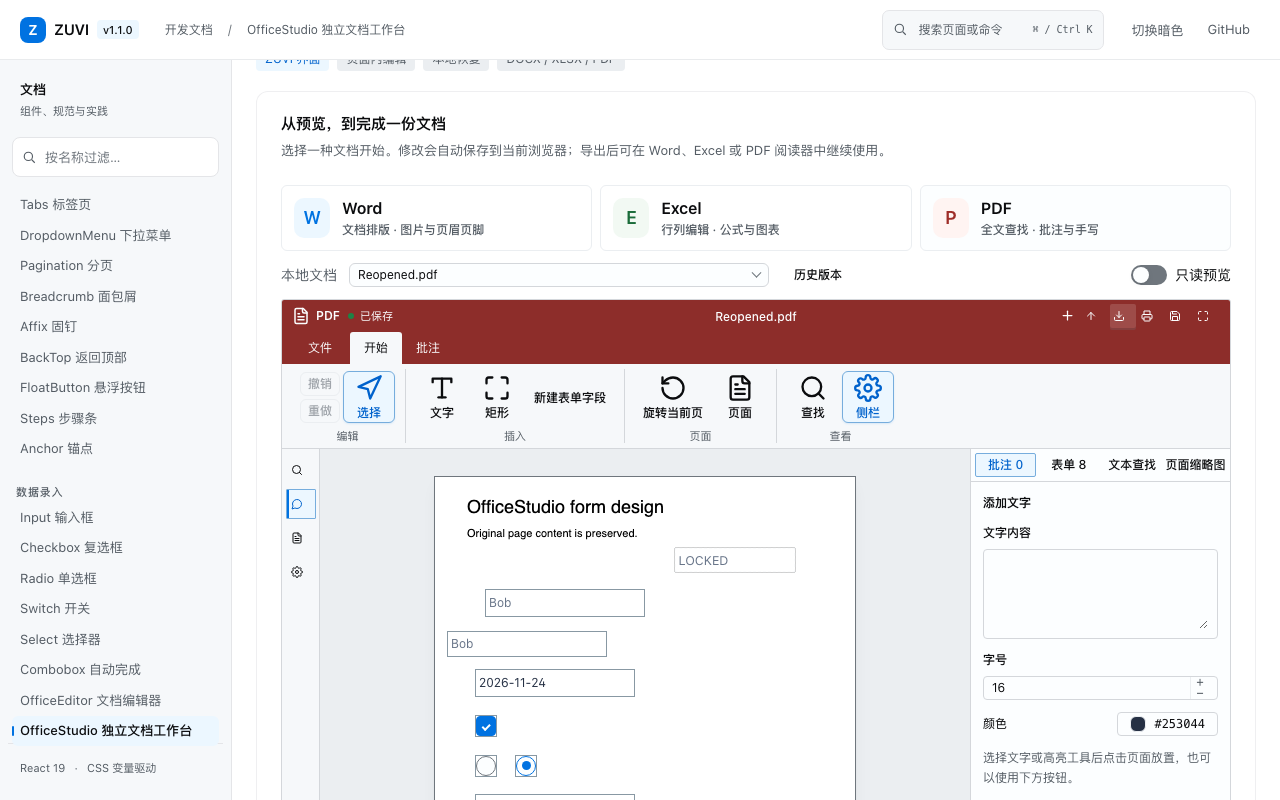 Z ZUVI v1.1.0 开发文档 / OfficeStudio 独立文档工作台 搜索页面或命令 ⌘ / Ctrl K 切换暗色 GitHub
文档
组件、规范与实践
按名称过滤...
Tabs 标签页
DropdownMenu 下拉菜单
Pagination 分页
Breadcrumb 面包屑
Affix 固钉
BackTop 返回顶部
FloatButton 悬浮按钮
Steps 步骤条
Anchor 锚点
数据录入
Input 输入框
Checkbox 复选框
Radio 单选框
Switch 开关
Select 选择器
Combobox 自动完成
OfficeEditor 文档编辑器
OfficeStudio 独立文档工作台
React 19 · CSS 变量驱动
ZUVI 界面 页面内编辑 本地恢复 DOCX / XLSX / PDF
从预览，到完成一份文档
选择一种文档开始。修改会自动保存到当前浏览器；导出后可在 Word、Excel 或 PDF 阅读器中继续使用。
W Word
文档排版 · 图片与页眉页脚
E Excel
行列编辑 · 公式与图表
P PDF
全文查找 · 批注与手写
本地文档 Reopened.pdf 历史版本 只读预览
PDF 已保存 Reopened.pdf
文件 开始 批注
撤销
重做
选择
编辑
文字 矩形 新建表单字段
插入
旋转当前页 页面
页面
查找 侧栏
查看
OfficeStudio form design
Original page content is preserved.
LOCKED
Bob
Bob
2026-11-24
批注 0 表单 8 文本查找 页面缩略图
添加文字
文字内容
字号
16
颜色 #253044
选择文字或高亮工具后点击页面放置，也可
以使用下方按钮。